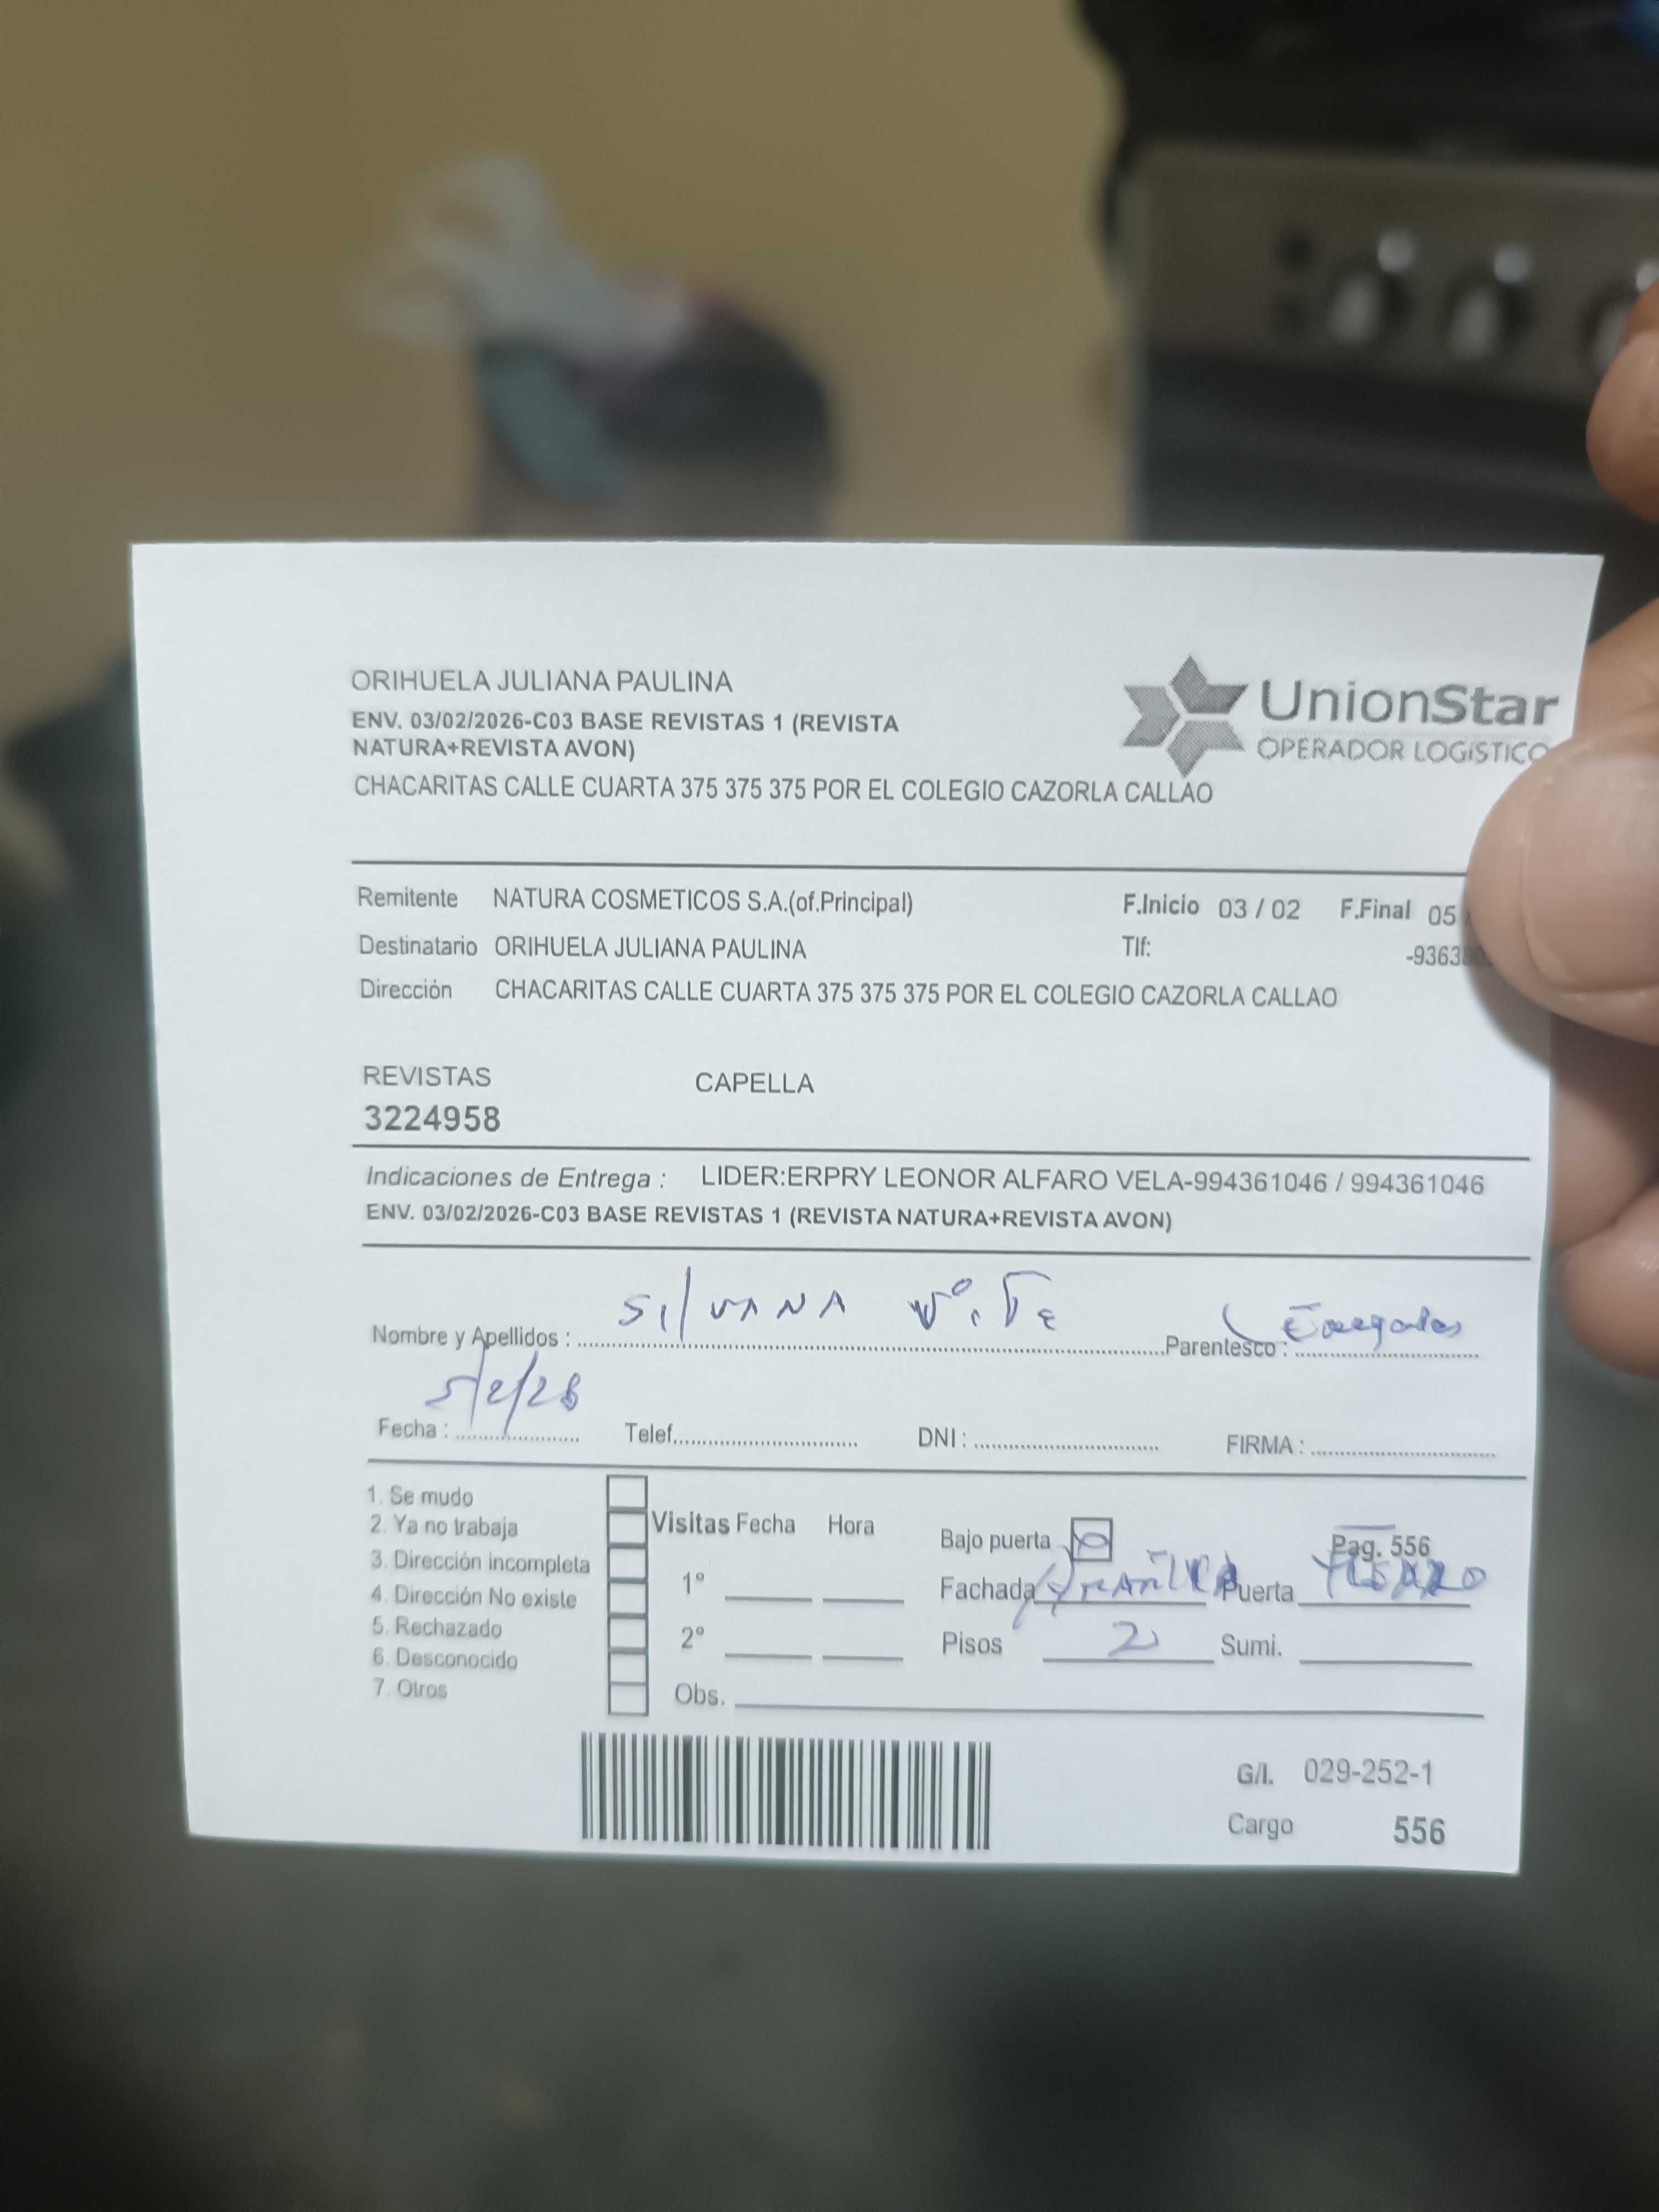 ORIHUELA JULIANA PAULINA
ENV. 03/02/2026-C03 BASE REVISTAS 1 (REVISTA
NATURA+REVISTA AVON)
CHACARITAS CALLE CUARTA 375 375 375 POR EL COLEGIO CAZORLA CALLAO
UnionStar
OPERADOR LOGÍSTICO
Remitente NATURA COSMETICOS S.A.(of.Principal) F.Inicio 03 / 02 F.Final 05
Destinatario ORIHUELA JULIANA PAULINA Tlf: -9363
Dirección CHACARITAS CALLE CUARTA 375 375 375 POR EL COLEGIO CAZORLA CALLAO
REVISTAS CAPELLA
3224958
Indicaciones de Entrega : LIDER:ERPRY LEONOR ALFARO VELA-994361046 / 994361046
ENV. 03/02/2026-C03 BASE REVISTAS 1 (REVISTA NATURA+REVISTA AVON)
Nombre y Apellidos : SILVANA Parentesco :
Fecha : 5/2/26 Telef. DNI : FIRMA :
1. Se mudo
2. Ya no trabaja
3. Dirección incompleta
4. Dirección No existe
5. Rechazado
6. Desconocido
7. Otros
Visitas Fecha Hora
1º
2º
Obs.
Bajo puerta Pag. 556
Fachada Puerta
Pisos 2 Sumi.
G/I. 029-252-1
Cargo 556